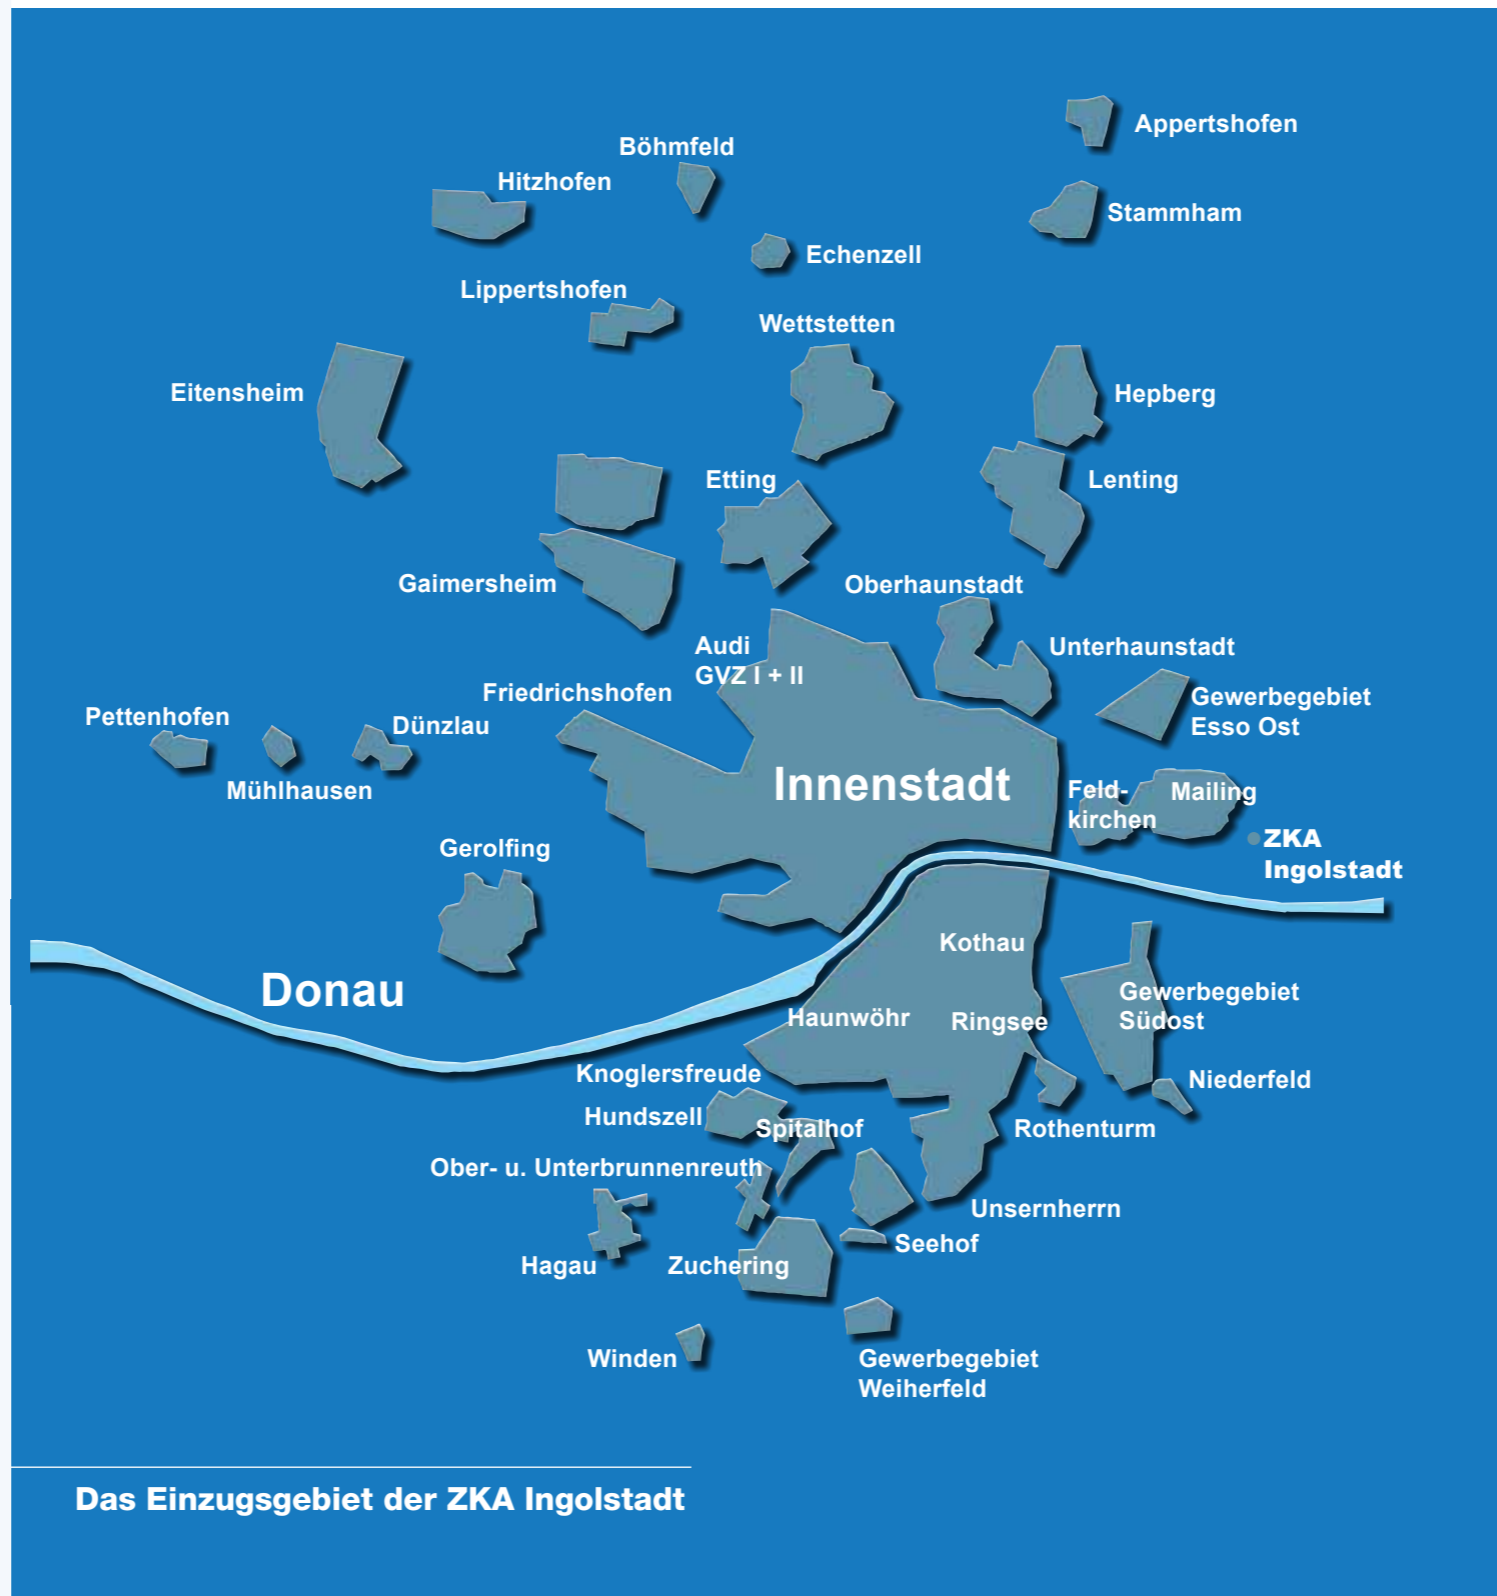 Appertshofen
Böhmfeld
Hitzhofen
Stammham
Echenzell
Lippertshofen
Wettstetten
Eitensheim
Hepberg
Etting
Lenting
Gaimersheim
Oberhaunstadt
Audi
GVZ I + II
Unterhaunstadt
Friedrichshofen
Gewerbegebiet
Esso Ost
Pettenhofen
Dünzlau
Mühlhausen
Innenstadt
Feld-
kirchen
Mailing
ZKA
Ingolstadt
Gerolfing
Kothau
Donau
Gewerbegebiet
Südost
Haunwöhr
Ringsee
Knoglersfreude
Niederfeld
Hundszell
Spitalhof
Rothenturm
Ober- u. Unterbrunnenreuth
Unsernherrn
Seehof
Hagau
Zuchering
Winden
Gewerbegebiet
Weiherfeld
Das Einzugsgebiet der ZKA Ingolstadt